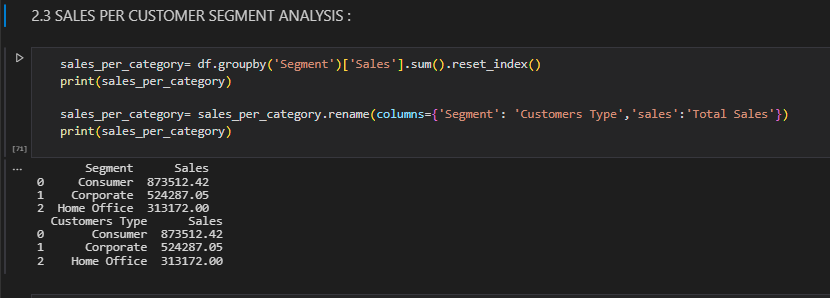 2.3 SALES PER CUSTOMER SEGMENT ANALYSIS :
sales_per_category= df.groupby('Segment')['Sales'].sum().reset_index()
print(sales_per_category)
sales_per_category= sales_per_category.rename(columns={'Segment': 'Customers Type','sales':'Total Sales'})
print(sales_per_category)
[71]
... Segment Sales
0 Consumer 873512.42
1 Corporate 524287.05
2 Home Office 313172.00
Customers Type Sales
0 Consumer 873512.42
1 Corporate 524287.05
2 Home Office 313172.00